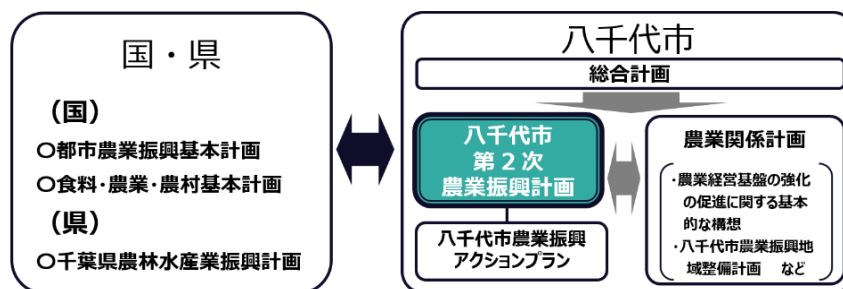 国・県
（国）
〇都市農業振興基本計画
〇食料・農業・農村基本計画
（県）
〇千葉県農林水産業振興計画
八千代市
総合計画
八千代市
第２次
農業振興計画
八千代市農業振興
アクションプラン
農業関係計画
・農業経営基盤の強化
の促進に関する基本
的な構想
・八千代市農業振興地
域整備計画　など